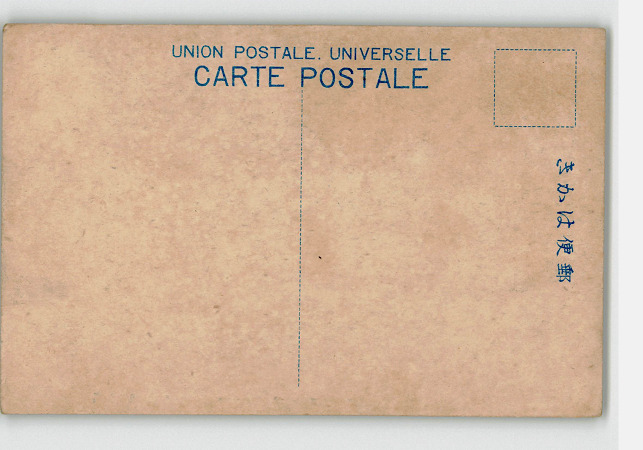 UNION POSTALE. UNIVERSELLE
CARTE POSTALE
郵便はかき